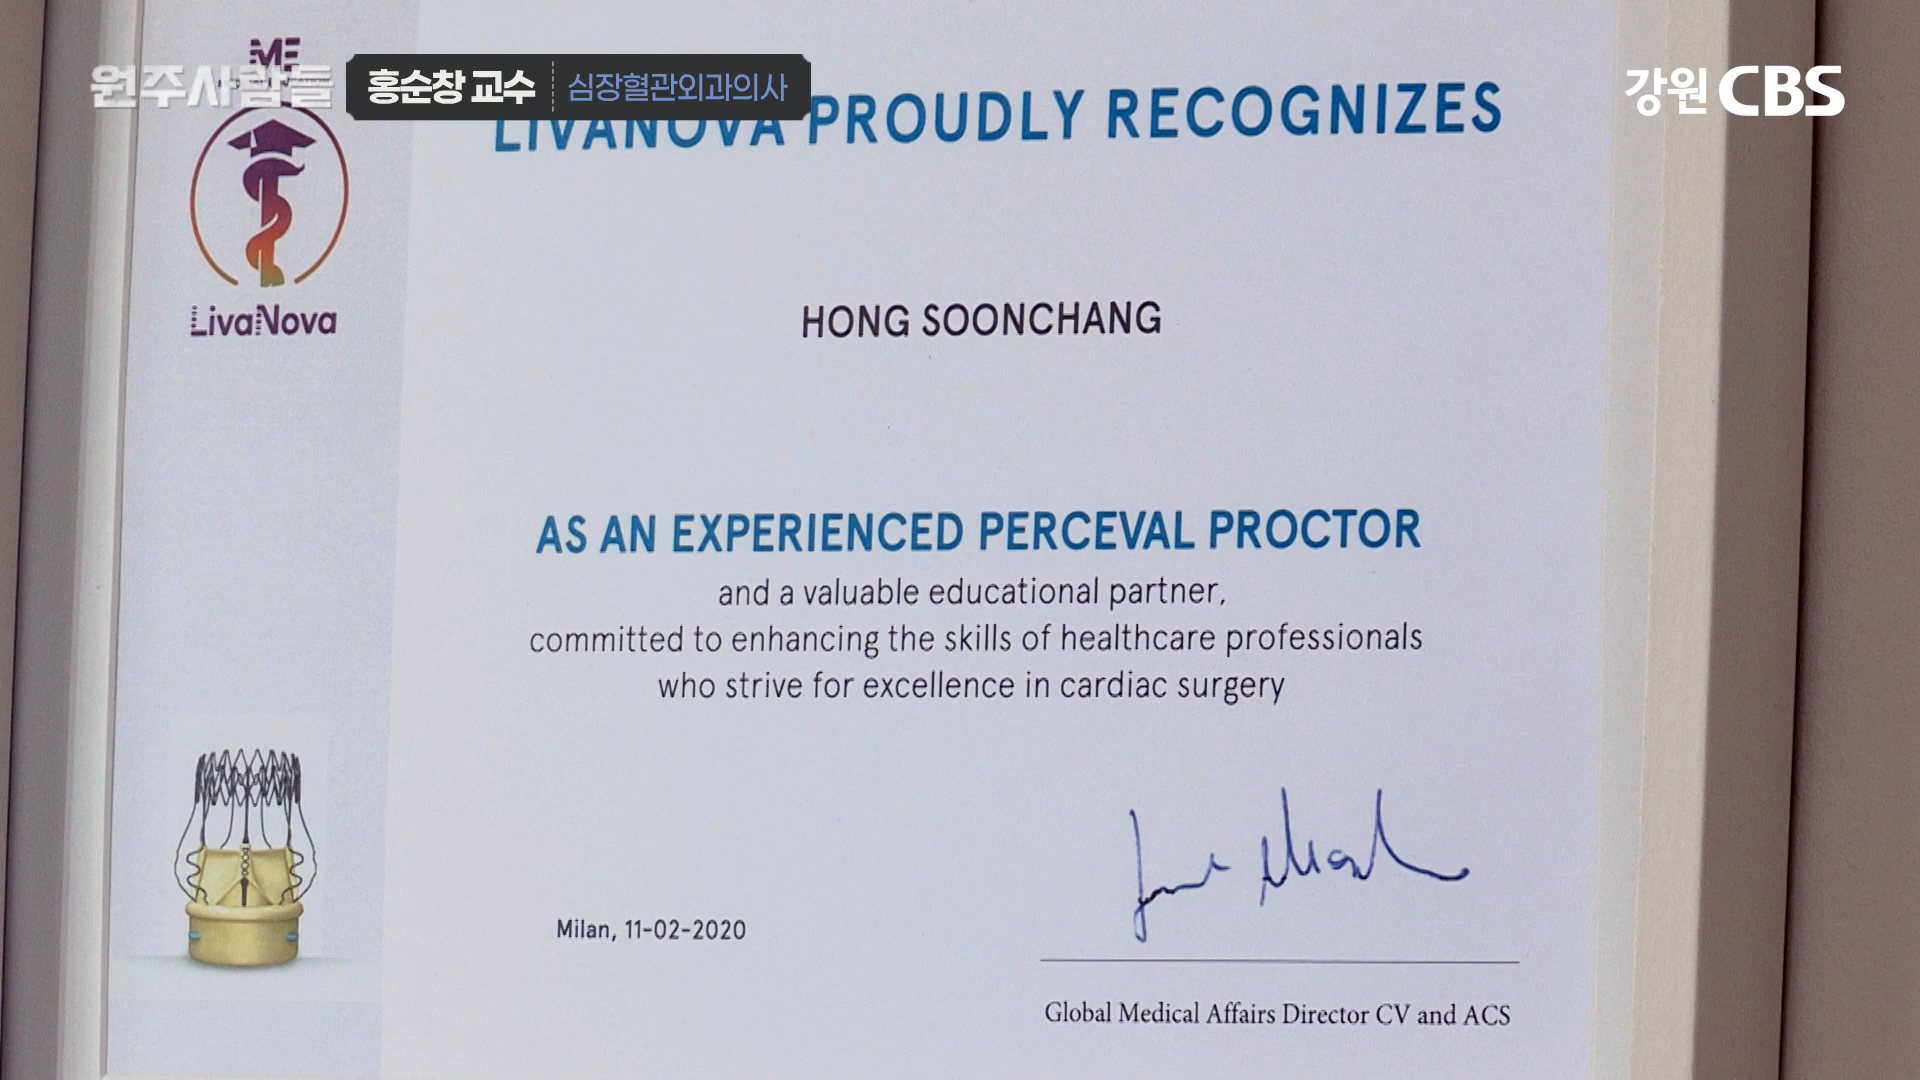 원주사람들
홍순창 교수 심장혈관외과의사
강원 CBS
ME
LIVANOVA PROUDLY RECOGNIZES
LivaNova
HONG SOONCHANG
AS AN EXPERIENCED PERCEVAL PROCTOR
and a valuable educational partner,
committed to enhancing the skills of healthcare professionals
who strive for excellence in cardiac surgery
Milan, 11-02-2020
Global Medical Affairs Director CV and ACS